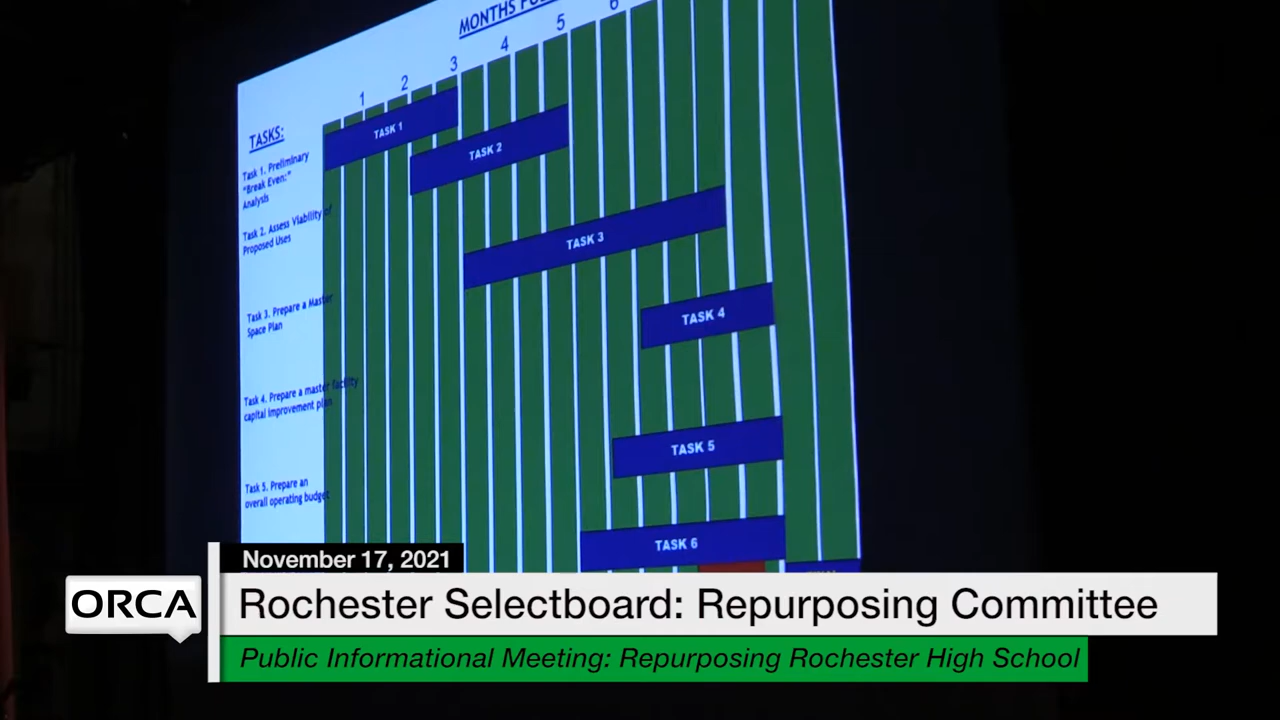 MONTHS
1 2 3 4 5 6
TASKS:
Task 1. Preliminary
"Break Even:"
Analysis
TASK 1
TASK 2
Task 2. Assess Viability of
Proposed Uses
TASK 3
Task 3. Prepare a Master
Space Plan
TASK 4
Task 4. Prepare a master facility
capital improvement plan
TASK 5
Task 5. Prepare an
overall operating budget
TASK 6
November 17, 2021
ORCA
Rochester Selectboard: Repurposing Committee
Public Informational Meeting: Repurposing Rochester High School